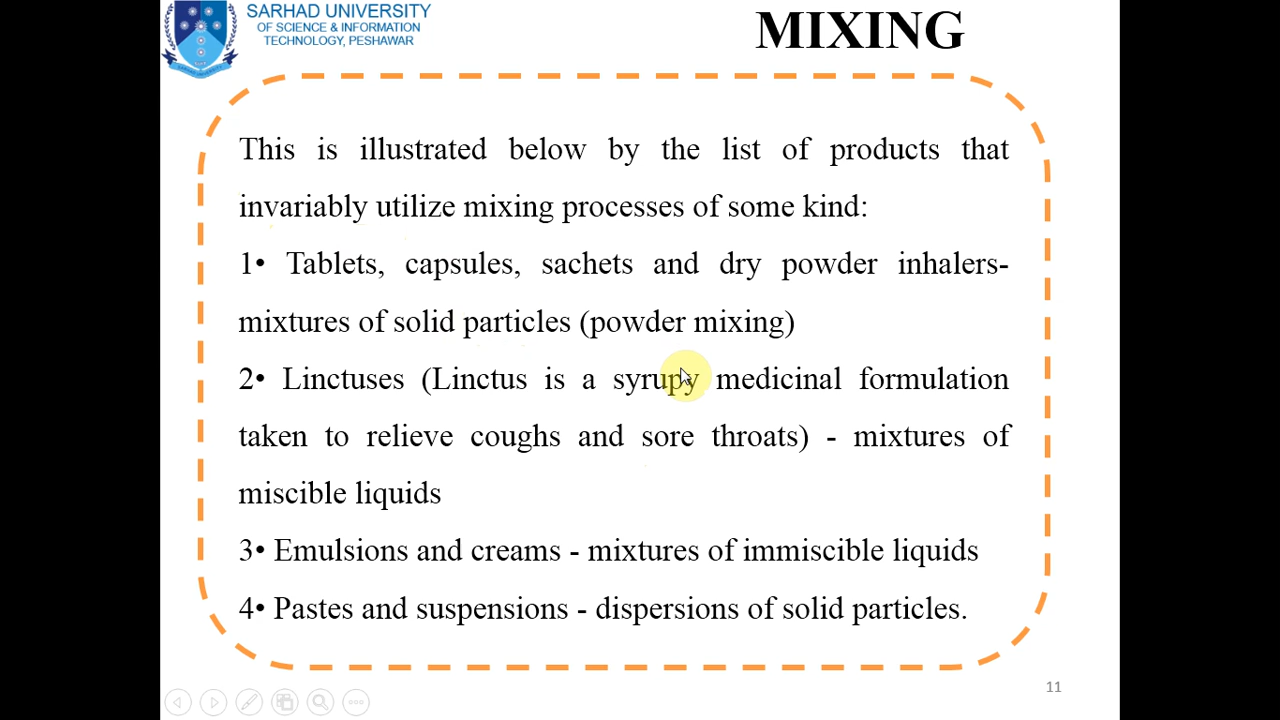 SARHAD UNIVERSITY
OF SCIENCE & INFORMATION
TECHNOLOGY, PESHAWAR
MIXING
This is illustrated below by the list of products that
invariably utilize mixing processes of some kind:
1• Tablets, capsules, sachets and dry powder inhalers-
mixtures of solid particles (powder mixing)
2• Linctuses (Linctus is a syrupy medicinal formulation
taken to relieve coughs and sore throats) - mixtures of
miscible liquids
3• Emulsions and creams - mixtures of immiscible liquids
4• Pastes and suspensions - dispersions of solid particles.
11